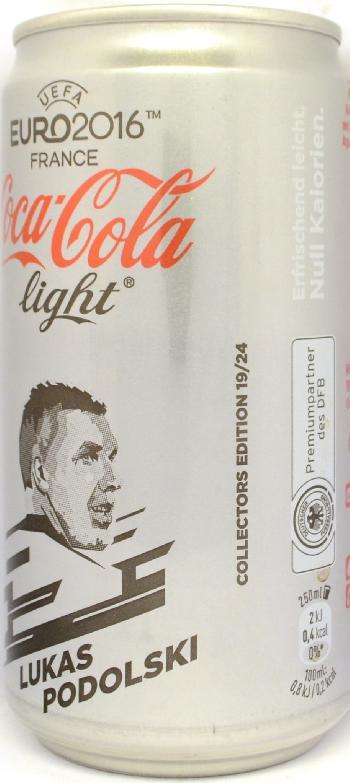 UEFA
EURO2016™
FRANCE
Coca-Cola
light®
LUKAS
PODOLSKI
COLLECTORS EDITION 19/24
Erfrischend leicht.
Null Kalorien.
Premiumpartner
des DFB
250ml
2 kJ
0,4 kcal
0%*
100ml:
0,8 kJ / 0,2 kcal